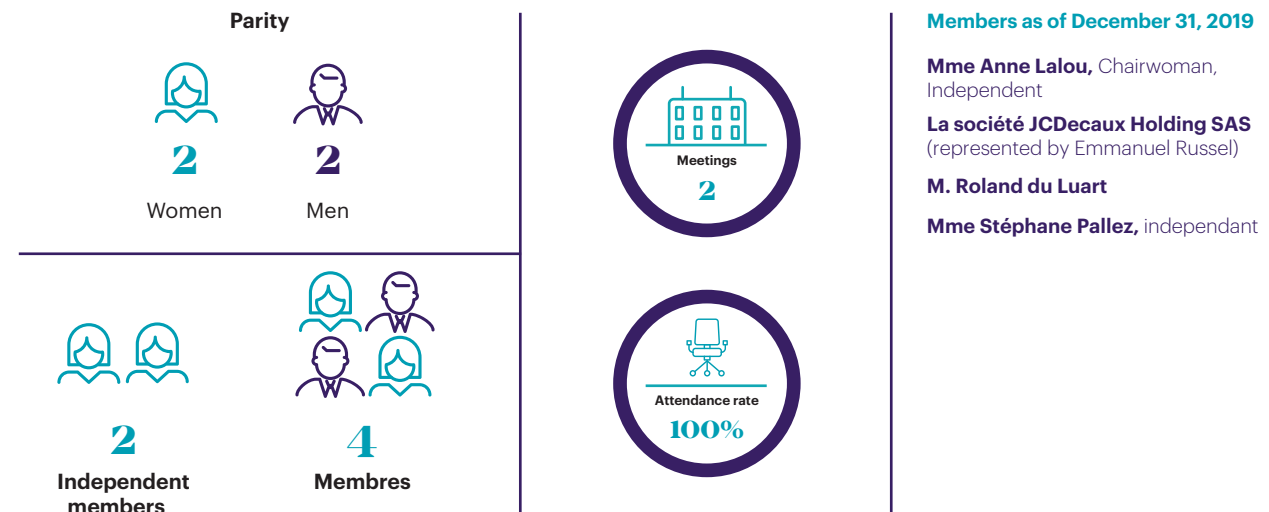 Parity
2
2
Women
Men
2
Independent
members
4
Membres
Meetings
2
Attendance rate
100%
Members as of December 31, 2019
Mme Anne Lalou, Chairwoman,
Independent
La société JCDecaux Holding SAS
(represented by Emmanuel Russel)
M. Roland du Luart
Mme Stéphane Pallez, independant